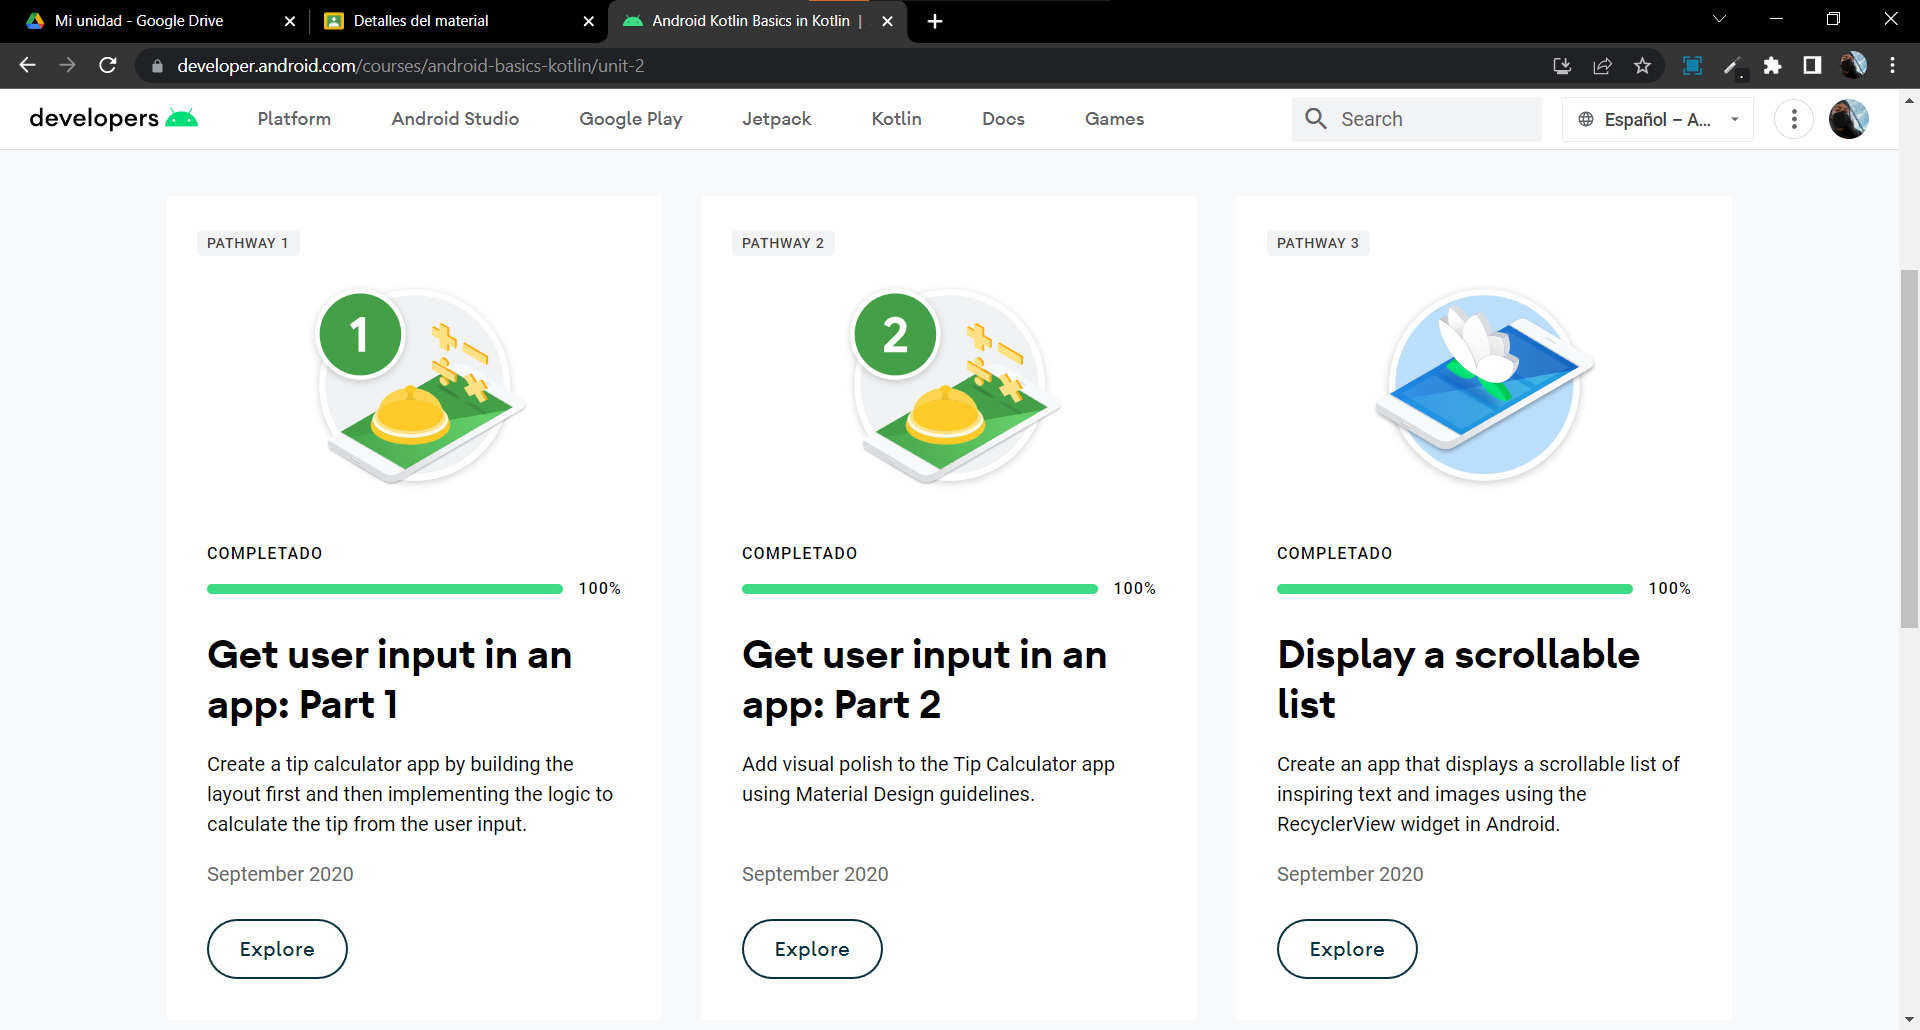 Mi unidad - Google Drive
Detalles del material
Android Kotlin Basics in Kotlin |
developer.android.com/courses/android-basics-kotlin/unit-2
developers
Platform
Android Studio
Google Play
Jetpack
Kotlin
Docs
Games
Search
Español – A...
PATHWAY 1
1
COMPLETADO
100%
Get user input in an
app: Part 1
Create a tip calculator app by building the
layout first and then implementing the logic to
calculate the tip from the user input.
September 2020
Explore
PATHWAY 2
2
COMPLETADO
100%
Get user input in an
app: Part 2
Add visual polish to the Tip Calculator app
using Material Design guidelines.
September 2020
Explore
PATHWAY 3
COMPLETADO
100%
Display a scrollable
list
Create an app that displays a scrollable list of
inspiring text and images using the
RecyclerView widget in Android.
September 2020
Explore